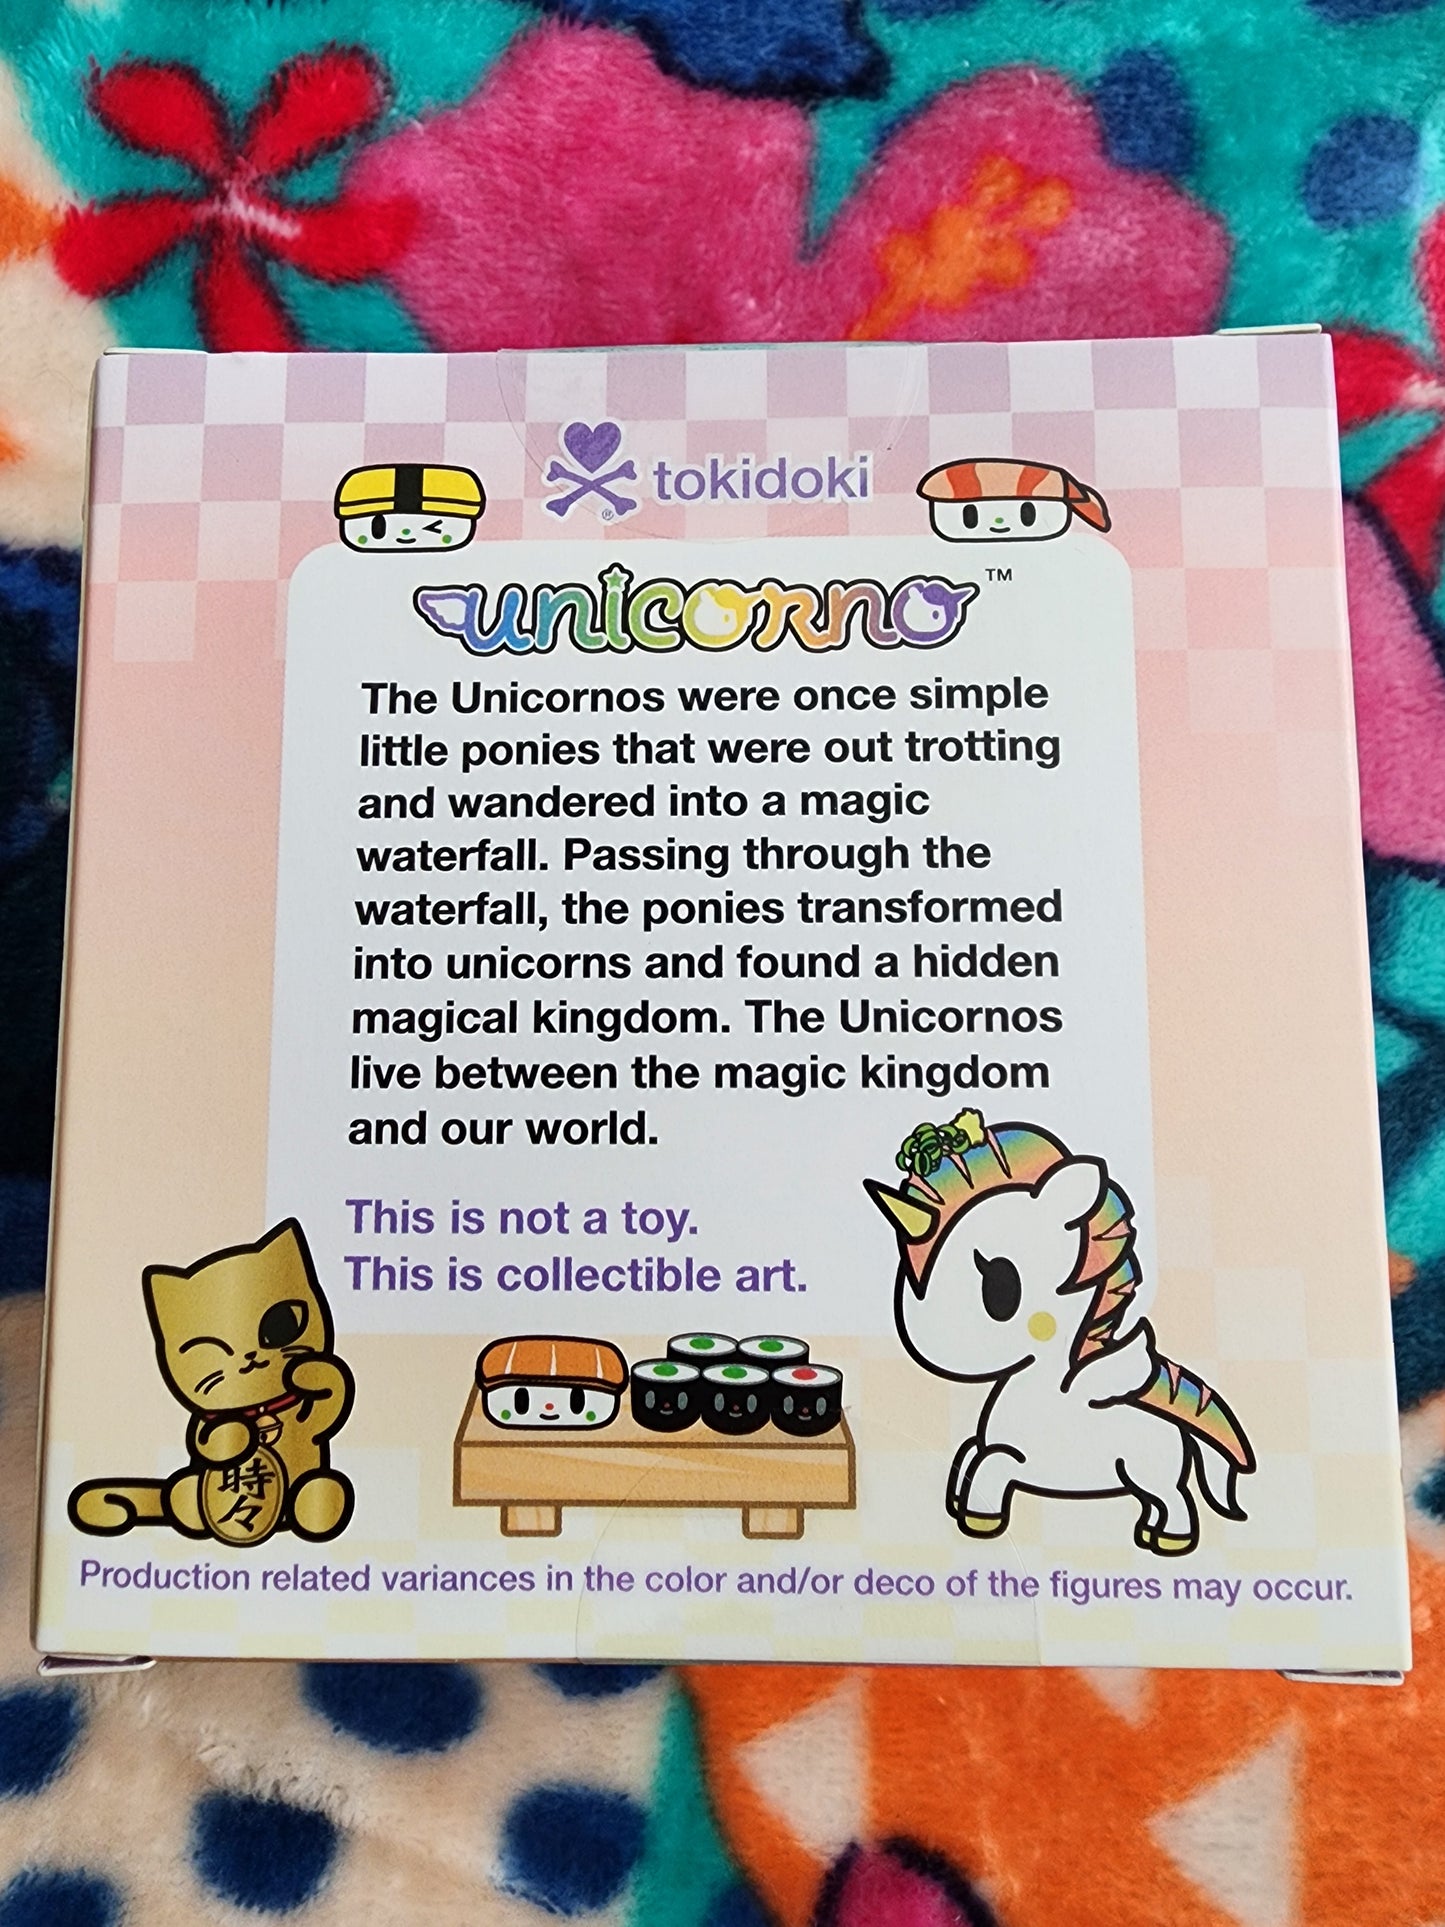 tokidoki
®
unicorno™
The Unicornos were once simple
little ponies that were out trotting
and wandered into a magic
waterfall. Passing through the
waterfall, the ponies transformed
into unicorns and found a hidden
magical kingdom. The Unicornos
live between the magic kingdom
and our world.
This is not a toy.
This is collectible art.
時々
Production related variances in the color and/or deco of the figures may occur.